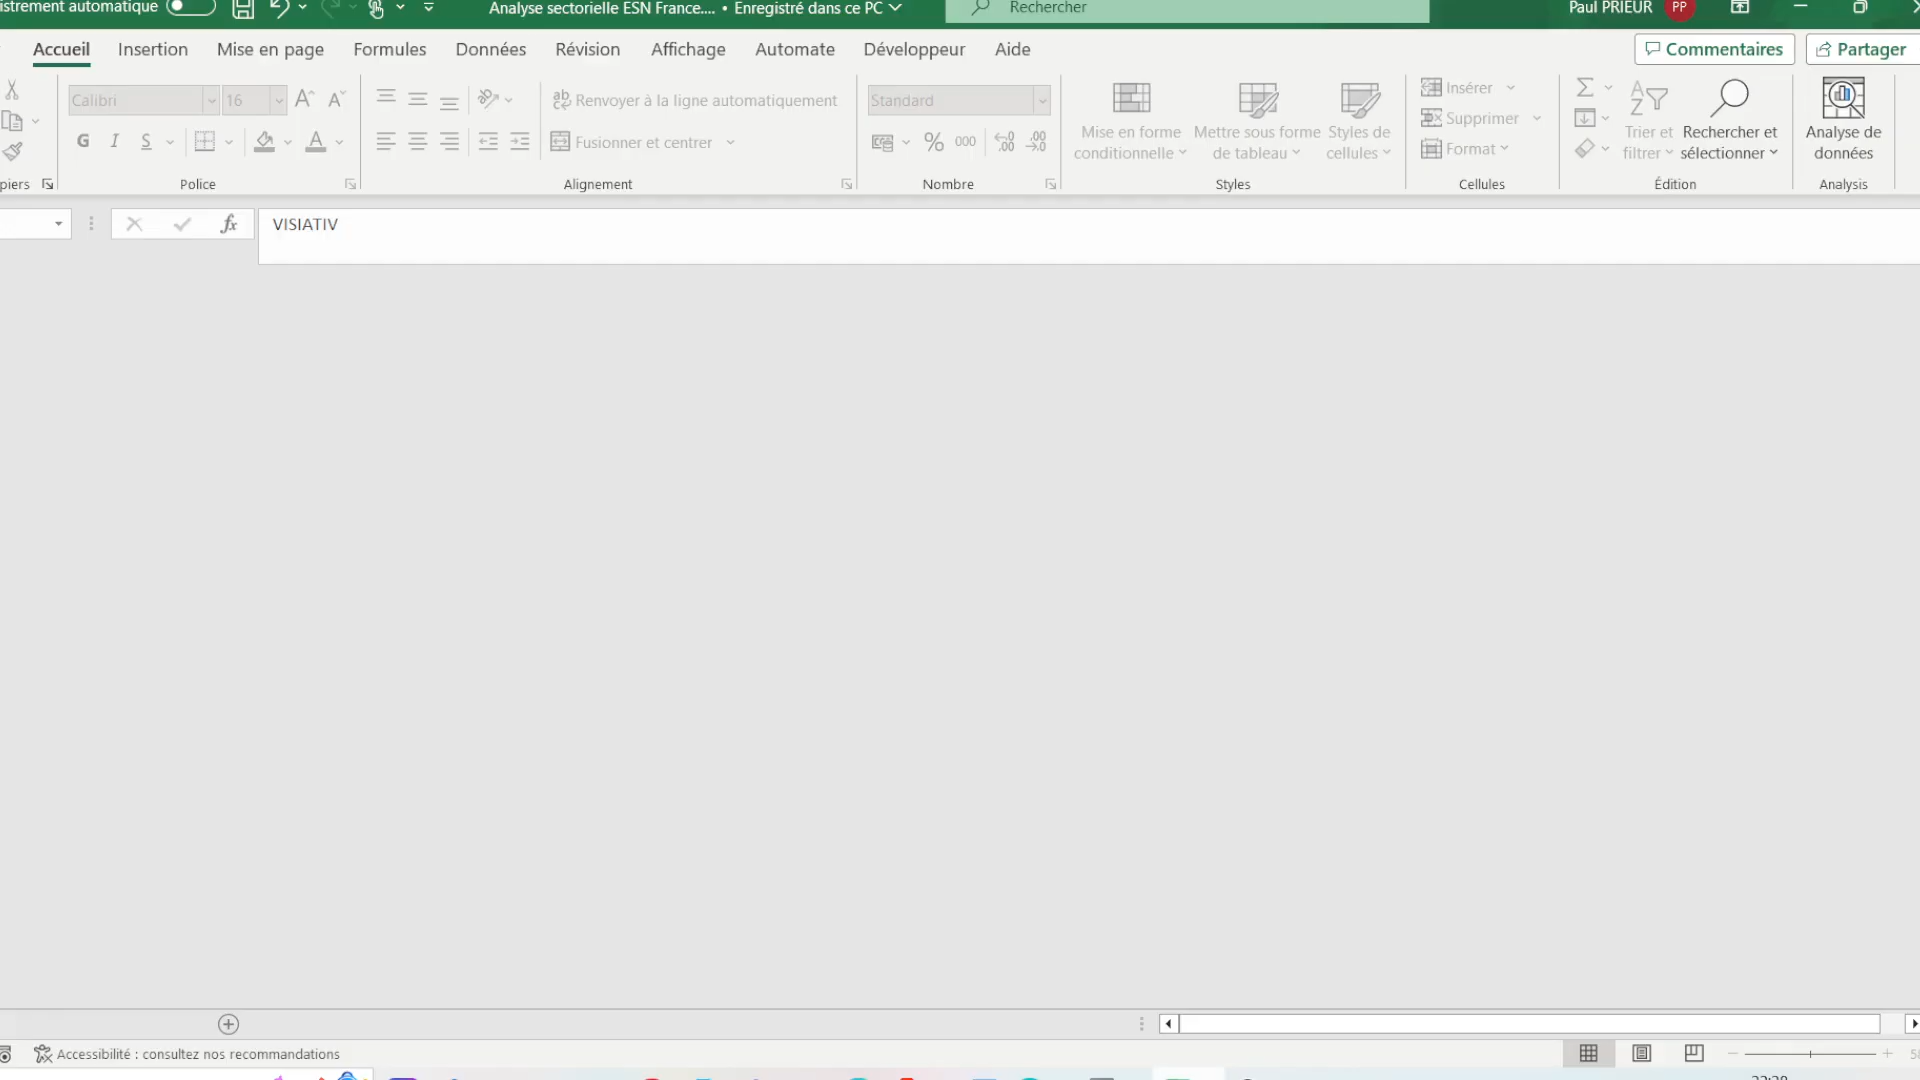 istrement automatique
Analyse sectorielle ESN France.... • Enregistré dans ce PC
Rechercher
Paul PRIEUR
PP
Accueil
Insertion
Mise en page
Formules
Données
Révision
Affichage
Automate
Développeur
Aide
Commentaires
Partager
Calibri
16
Renvoyer à la ligne automatiquement
Standard
Insérer
Supprimer
Format
G I S
Fusionner et centrer
% 000
Mise en forme
conditionnelle
Mettre sous forme
de tableau
Styles de
cellules
Trier et
filtrer
Rechercher et
sélectionner
Analyse de
données
piers
Police
Alignement
Nombre
Styles
Cellules
Édition
Analysis
fx
VISIATIV
Accessibilité : consultez nos recommandations